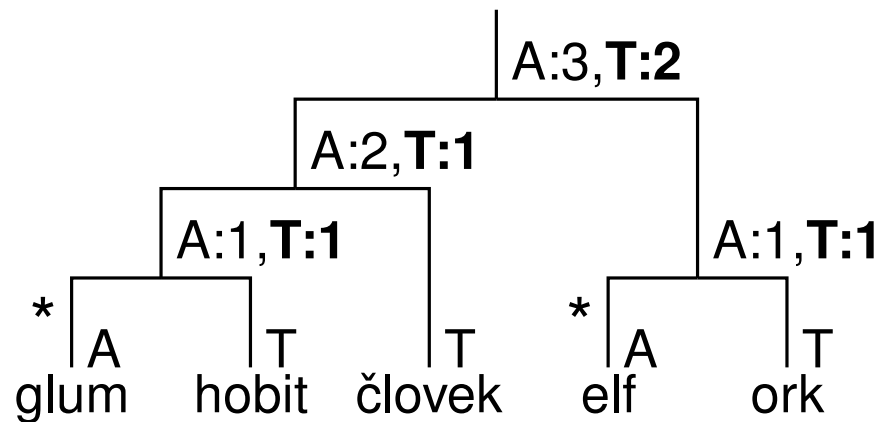 A:3,T:2
A:2,T:1
A:1,T:1 A:1,T:1
* *
A T T A T
glum hobit človek elf ork